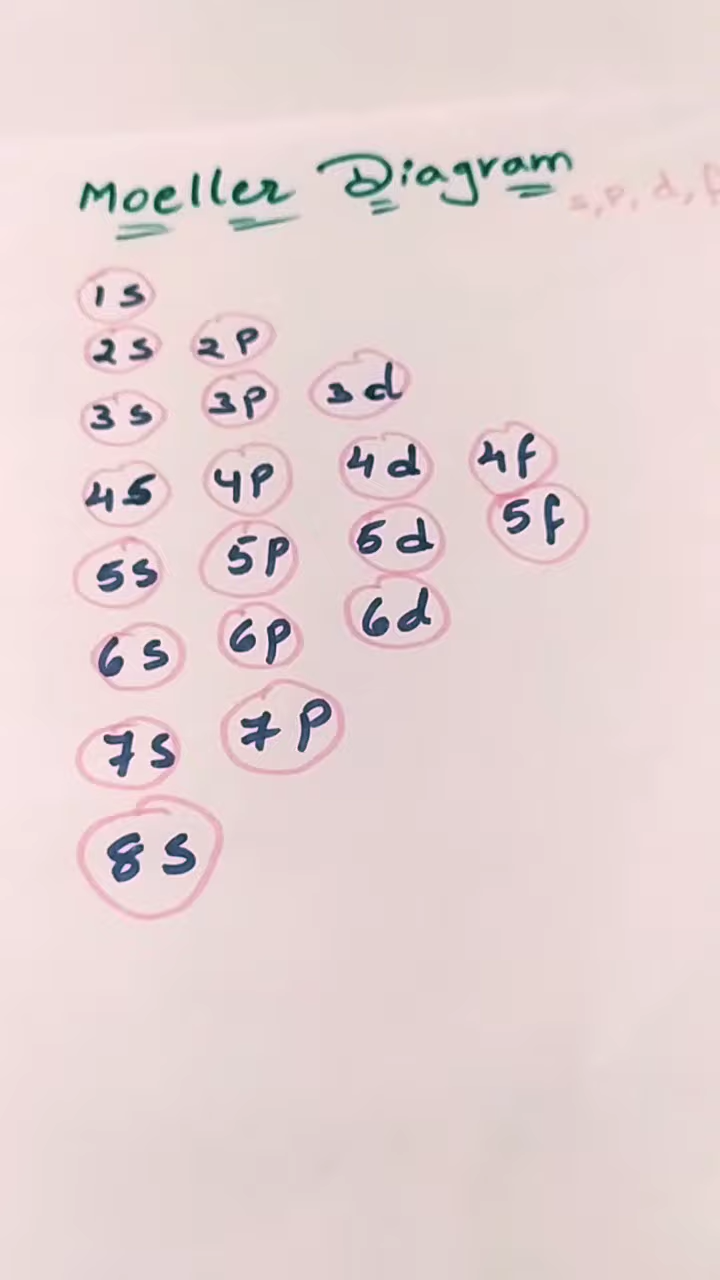 Moeller Diagram
s, p, d, f
1s
2s 2p
3s 3p 3d
4s 4p 4d 4f
5s 5p 5d 5f
6s 6p 6d
7s 7p
8s